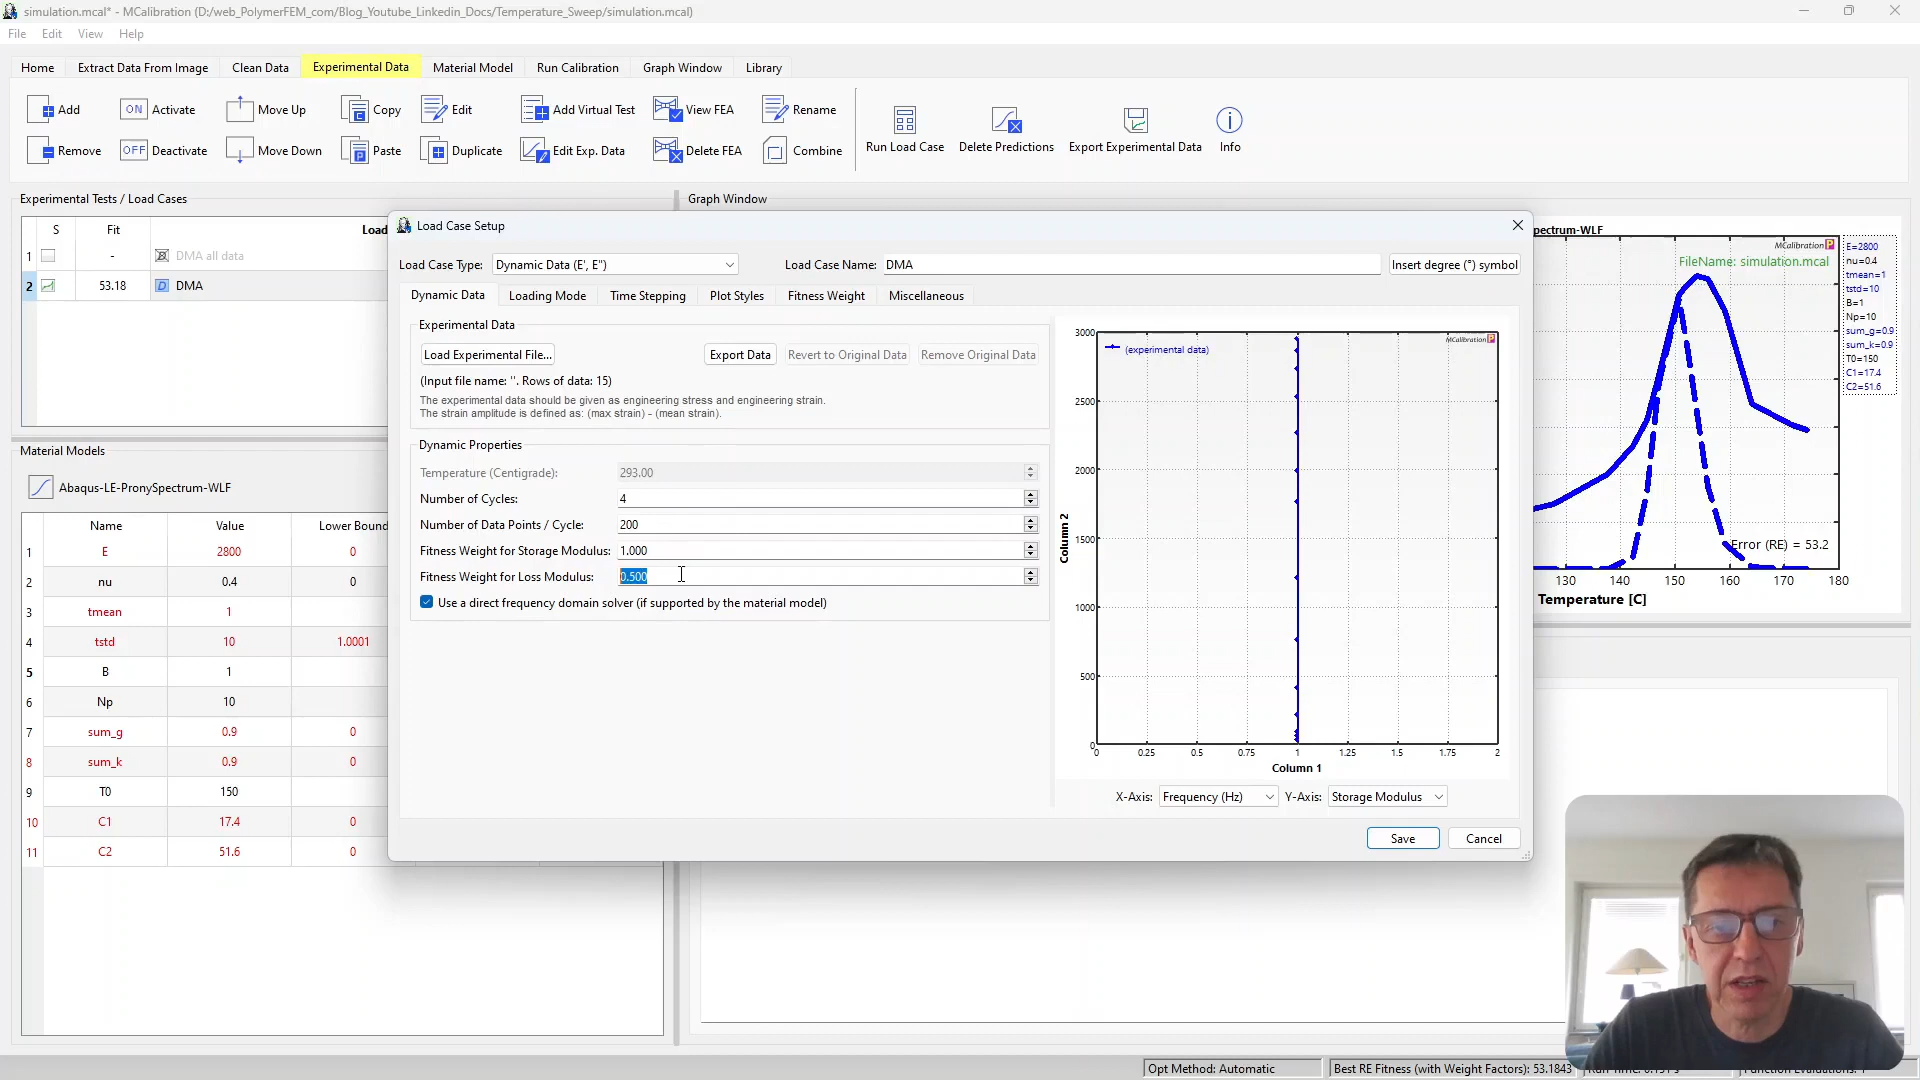 simulation.mcal* - MCalibration (D:/web_PolymerFEM_com/Blog_Youtube_Linkedin_Docs/Temperature_Sweep/simulation.mcal)
File Edit View Help
Home Extract Data From Image Clean Data Experimental Data Material Model Run Calibration Graph Window Library
Add ON Activate Move Up Copy Edit Add Virtual Test View FEA Rename
Remove OFF Deactivate Move Down Paste Duplicate Edit Exp. Data Delete FEA Combine
Run Load Case Delete Predictions Export Experimental Data Info
Experimental Tests / Load Cases
Graph Window
S Fit Load
1 - DMA all data
2 53.18 D DMA
Material Models
Abaqus-LE-PronySpectrum-WLF
Name Value Lower Bound
1 E 2800 0
2 nu 0.4 0
3 tmean 1
4 tstd 10 1.0001
5 B 1
6 Np 10
7 sum_g 0.9 0
8 sum_k 0.9 0
9 T0 150
10 C1 17.4 0
11 C2 51.6 0
Load Case Setup
Load Case Type: Dynamic Data (E', E'') Load Case Name: DMA Insert degree (°) symbol
Dynamic Data Loading Mode Time Stepping Plot Styles Fitness Weight Miscellaneous
Experimental Data
Load Experimental File... Export Data Revert to Original Data Remove Original Data
(Input file name: ''. Rows of data: 15)
The experimental data should be given as engineering stress and engineering strain.
The strain amplitude is defined as: (max strain) - (mean strain).
Dynamic Properties
Temperature (Centigrade): 293.00
Number of Cycles: 4
Number of Data Points / Cycle: 200
Fitness Weight for Storage Modulus: 1.000
Fitness Weight for Loss Modulus: 0.500
Use a direct frequency domain solver (if supported by the material model)
MCalibration
(experimental data)
3000
2500
2000
1500
1000
500
0
Column 2
0 0.25 0.5 0.75 1 1.25 1.5 1.75 2
Column 1
X-Axis: Frequency (Hz) Y-Axis: Storage Modulus
Save Cancel
pectrum-WLF
MCalibration
FileName: simulation.mcal
E=2800
nu=0.4
tmean=1
tstd=10
B=1
Np=10
sum_g=0.9
sum_k=0.9
T0=150
C1=17.4
C2=51.6
Error (RE) = 53.2
130 140 150 160 170 180
Temperature [C]
Opt Method: Automatic Best RE Fitness (with Weight Factors): 53.1843